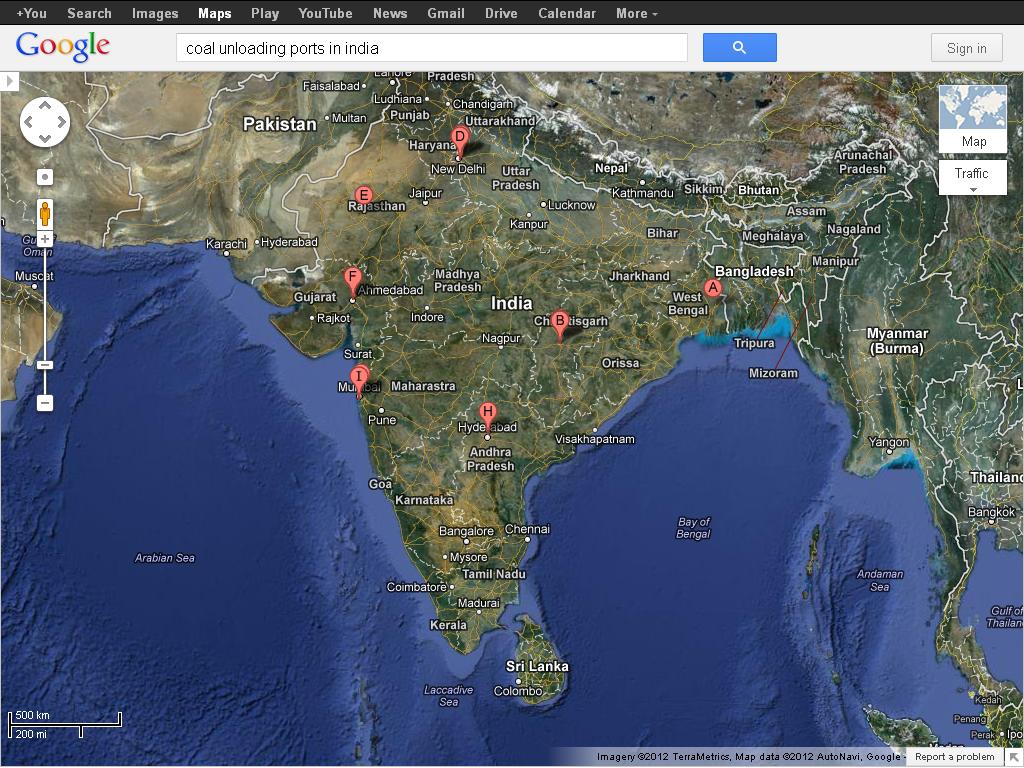 +You Search Images Maps Play YouTube News Gmail Drive Calendar More
Google
coal unloading ports in india
Sign in
Lahore
Pradesh
Faisalabad
Ludhiana
Chandigarh
Punjab
Uttarakhand
Multan
Pakistan
D
Haryana
New Delhi
Map
Traffic
Arunachal
Pradesh
Nepal
Uttar
Pradesh
Kathmandu
Sikkim
Bhutan
E
Rajasthan
Jaipur
Lucknow
Kanpur
Assam
Nagaland
Bihar
Meghalaya
Karachi
Hyderabad
Gulf of
Oman
Muscat
Manipur
F
Ahmedabad
Gujarat
Madhya
Pradesh
Jharkhand
Bangladesh
A
West
Bengal
India
Rajkot
Indore
B
Chattisgarh
Nagpur
Surat
Orissa
Tripura
Mizoram
Myanmar
(Burma)
I
Mumbai
Maharastra
Pune
H
Hyderabad
Andhra
Pradesh
Visakhapatnam
Yangon
Goa
Karnataka
Thailand
Bangkok
Bangalore
Chennai
Bay of
Bengal
Arabian Sea
Mysore
Tamil Nadu
Coimbatore
Andaman
Sea
Madurai
Kerala
Gulf of
Thailand
Sri Lanka
Colombo
Laccadive
Sea
500 km
200 mi
Kedah
Penang
Perak
Ipo
Imagery ©2012 TerraMetrics, Map data ©2012 AutoNavi, Google -
Report a problem